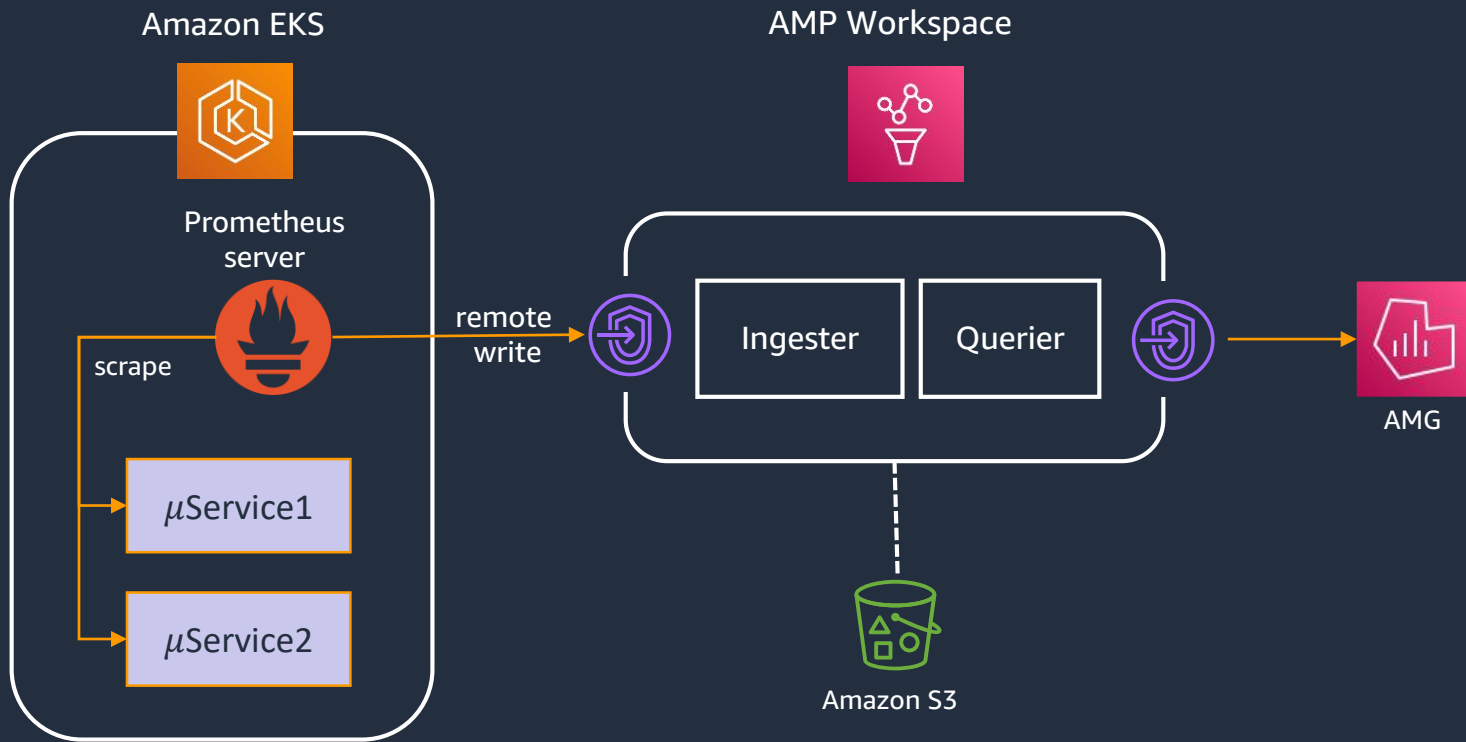 Amazon EKS
AMP Workspace
K
Prometheus
server
scrape
remote
write
Ingester
Querier
AMG
μService1
μService2
Amazon S3